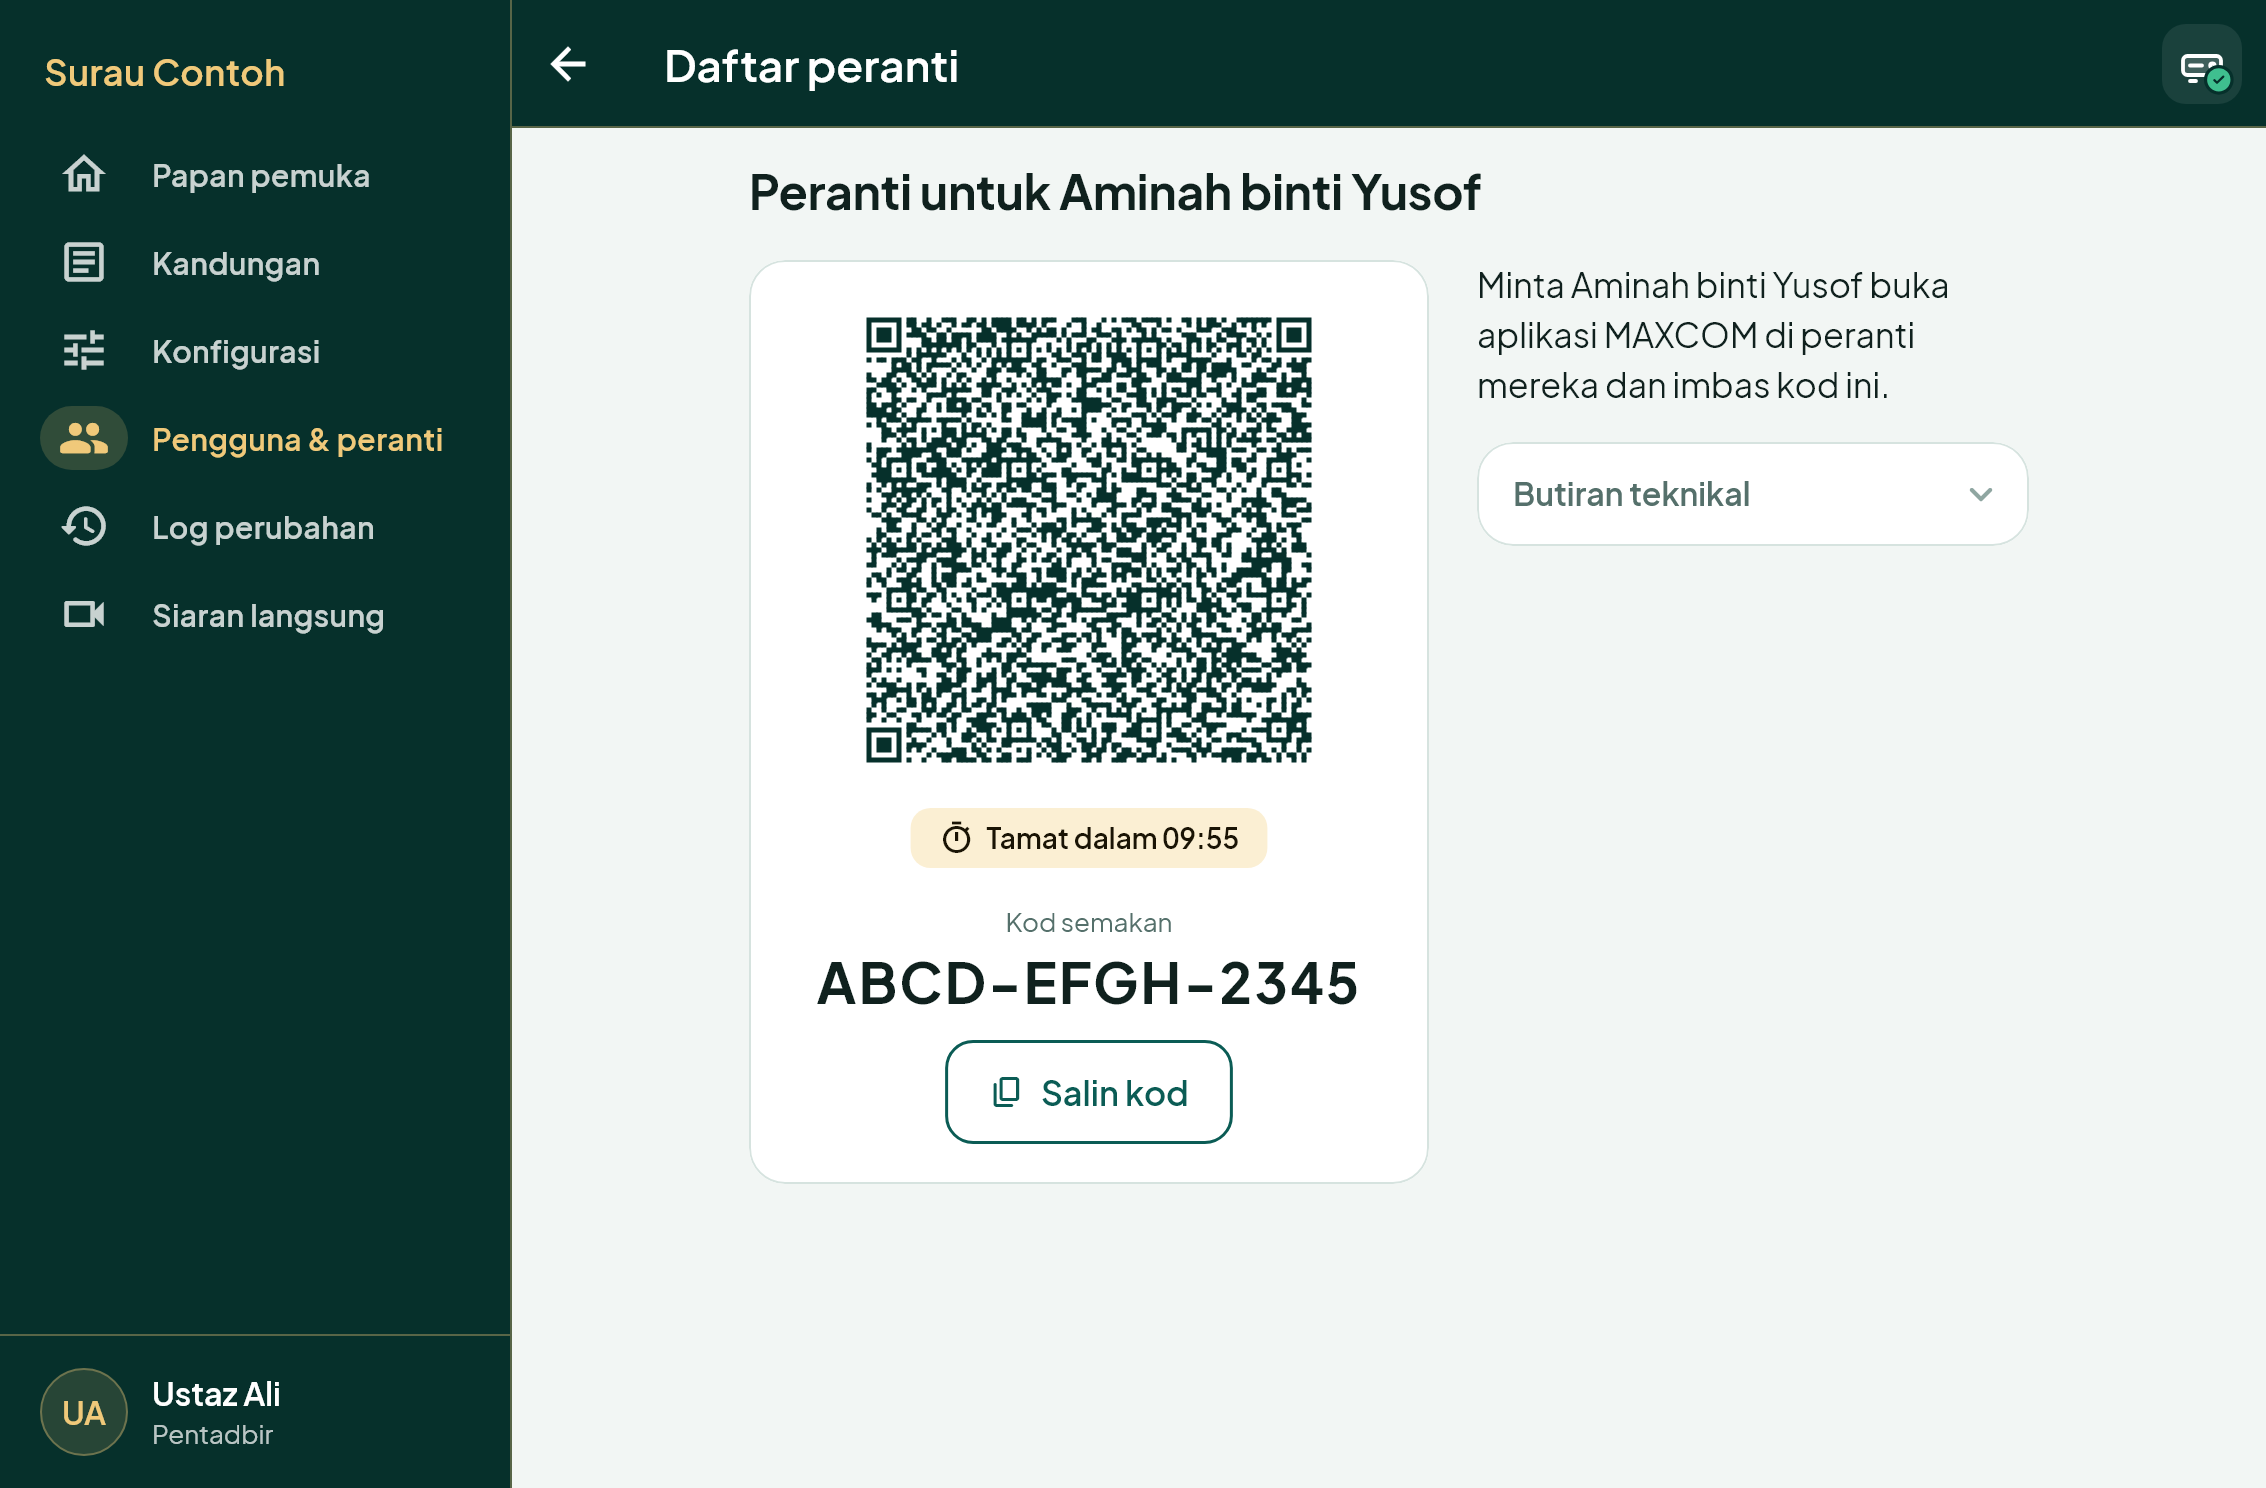 Surau Contoh
Papan pemuka
Kandungan
Konfigurasi
Pengguna & peranti
Log perubahan
Siaran langsung
UA
Ustaz Ali
Pentadbir
Daftar peranti
Peranti untuk Aminah binti Yusof
Tamat dalam 09:55
Kod semakan
ABCD-EFGH-2345
Salin kod
Minta Aminah binti Yusof buka
aplikasi MAXCOM di peranti
mereka dan imbas kod ini.
Butiran teknikal